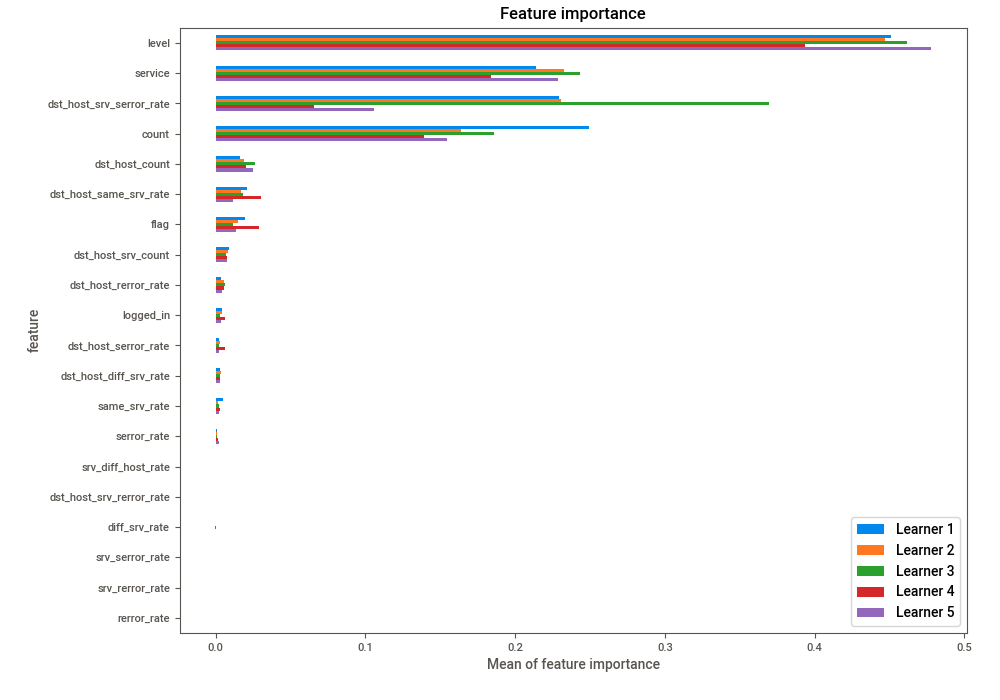 Feature importance
feature
level
service
dst_host_srv_serror_rate
count
dst_host_count
dst_host_same_srv_rate
flag
dst_host_srv_count
dst_host_rerror_rate
logged_in
dst_host_serror_rate
dst_host_diff_srv_rate
same_srv_rate
serror_rate
srv_diff_host_rate
dst_host_srv_rerror_rate
diff_srv_rate
srv_serror_rate
srv_rerror_rate
rerror_rate
Learner 1
Learner 2
Learner 3
Learner 4
Learner 5
0.0 0.1 0.2 0.3 0.4 0.5
Mean of feature importance